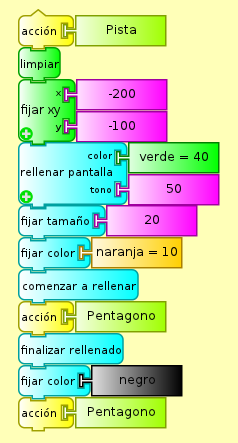 acción Pista
limpiar
x -200
fijar xy
y -100
color verde = 40
rellenar pantalla
tono 50
fijar tamaño 20
fijar color naranja = 10
comenzar a rellenar
acción Pentagono
finalizar rellenado
fijar color negro
acción Pentagono